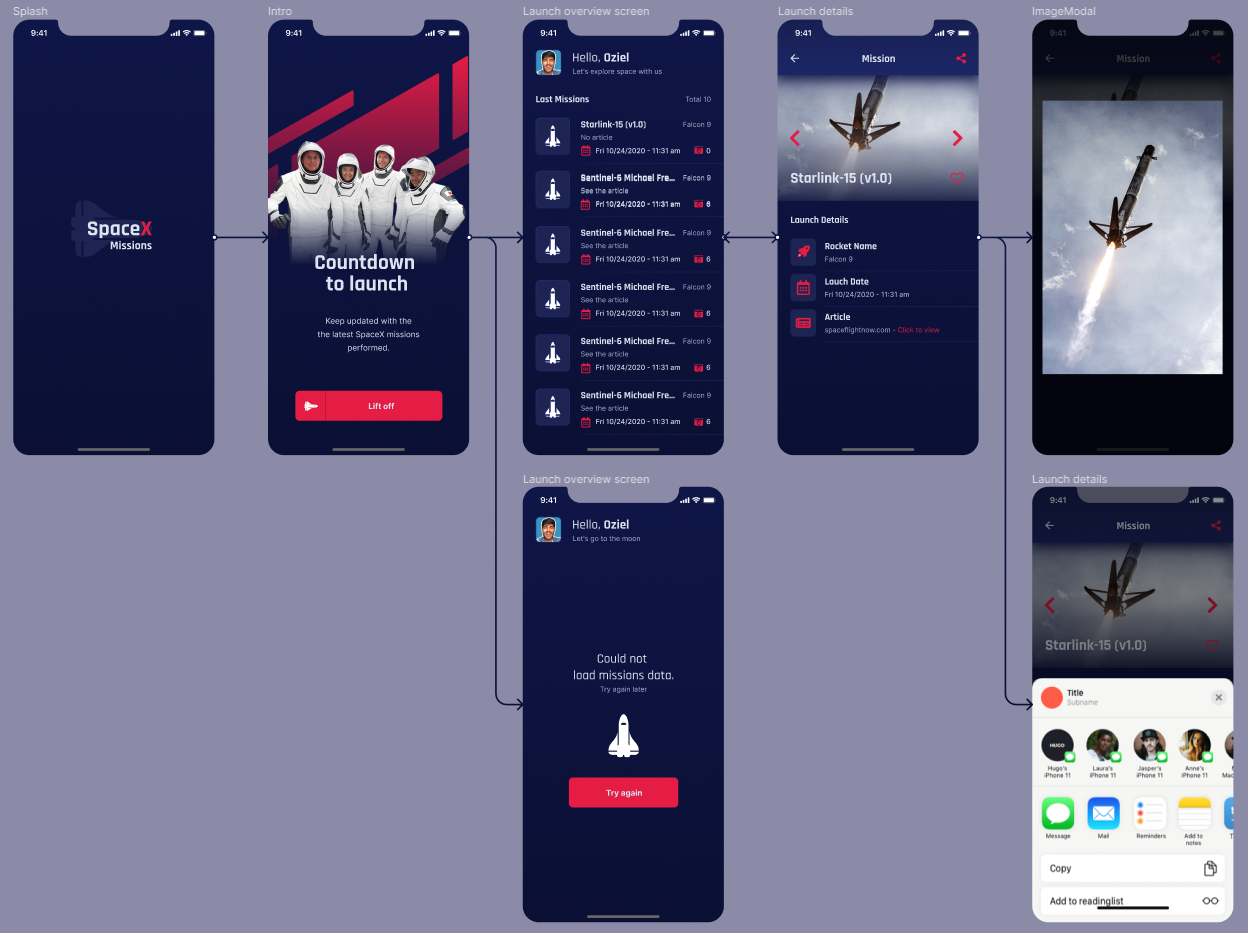 Splash
9:41
SpaceX
Missions
Intro
9:41
Countdown
to launch
Keep updated with the
the latest SpaceX missions
performed.
Lift off
Launch overview screen
9:41
Hello, Oziel
Let's explore space with us
Last Missions
Total 10
Starlink-15 (v1.0)
Falcon 9
No article
Fri 10/24/2020 - 11:31 am
0
Sentinel-6 Michael Fre...
Falcon 9
See the article
Fri 10/24/2020 - 11:31 am
6
Sentinel-6 Michael Fre...
Falcon 9
See the article
Fri 10/24/2020 - 11:31 am
6
Sentinel-6 Michael Fre...
Falcon 9
See the article
Fri 10/24/2020 - 11:31 am
6
Sentinel-6 Michael Fre...
Falcon 9
See the article
Fri 10/24/2020 - 11:31 am
6
Sentinel-6 Michael Fre...
Falcon 9
See the article
Fri 10/24/2020 - 11:31 am
6
Launch details
9:41
Mission
Starlink-15 (v1.0)
Launch Details
Rocket Name
Falcon 9
Lauch Date
Fri 10/24/2020 - 11:31 am
Article
spaceflightnow.com - Click to view
ImageModal
9:41
Mission
Launch overview screen
9:41
Hello, Oziel
Let's go to the moon
Could not
load missions data.
Try again later
Try again
Launch details
9:41
Mission
Starlink-15 (v1.0)
Title
Subname
HUGO
Hugo's
iPhone 11
Laura's
iPhone 11
Jasper's
iPhone 11
Anne's
iPhone 11
Mac
Message
Mail
Reminders
Add to
notes
T
Copy
Add to readinglist